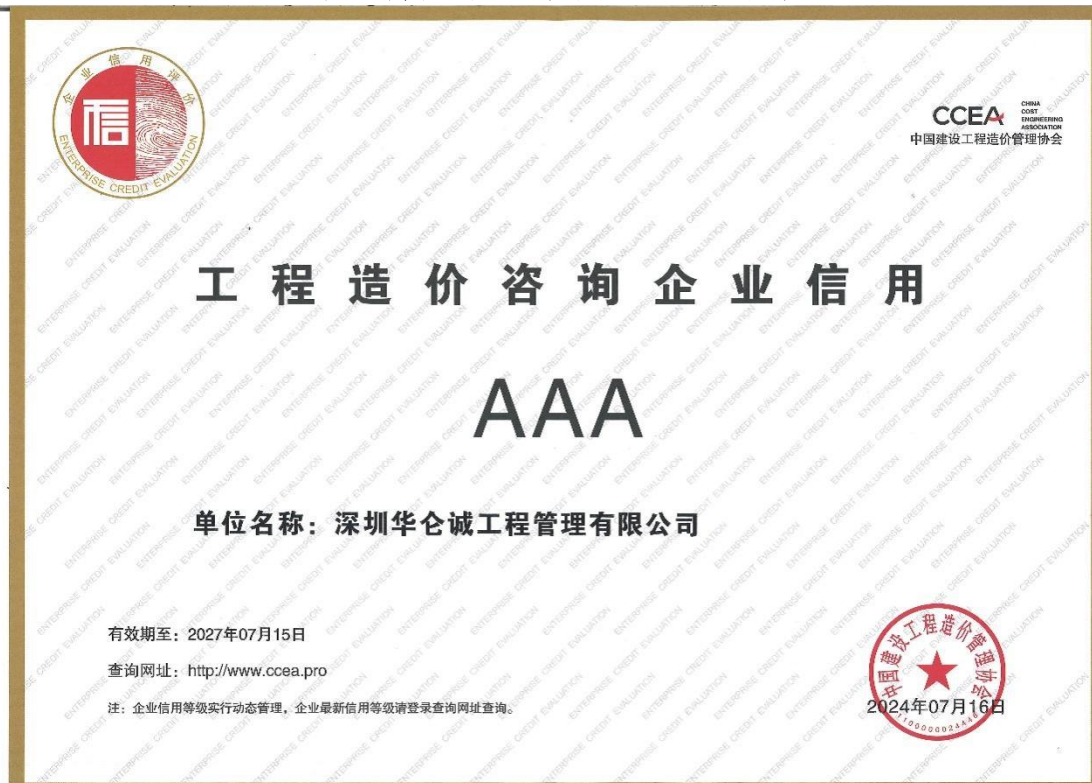 企业信用评价
信
ENTERPRISE CREDIT EVALUATION
CCEA
CHINA
COST
ENGINEERING
ASSOCIATION
中国建设工程造价管理协会
工程造价咨询企业信用
AAA
单位名称：深圳华仑诚工程管理有限公司
有效期至：2027年07月15日
查询网址：http://www.ccea.pro
注：企业信用等级实行动态管理，企业最新信用等级请登录查询网址查询。
中国建设工程造价管理协会
2024年07月16日